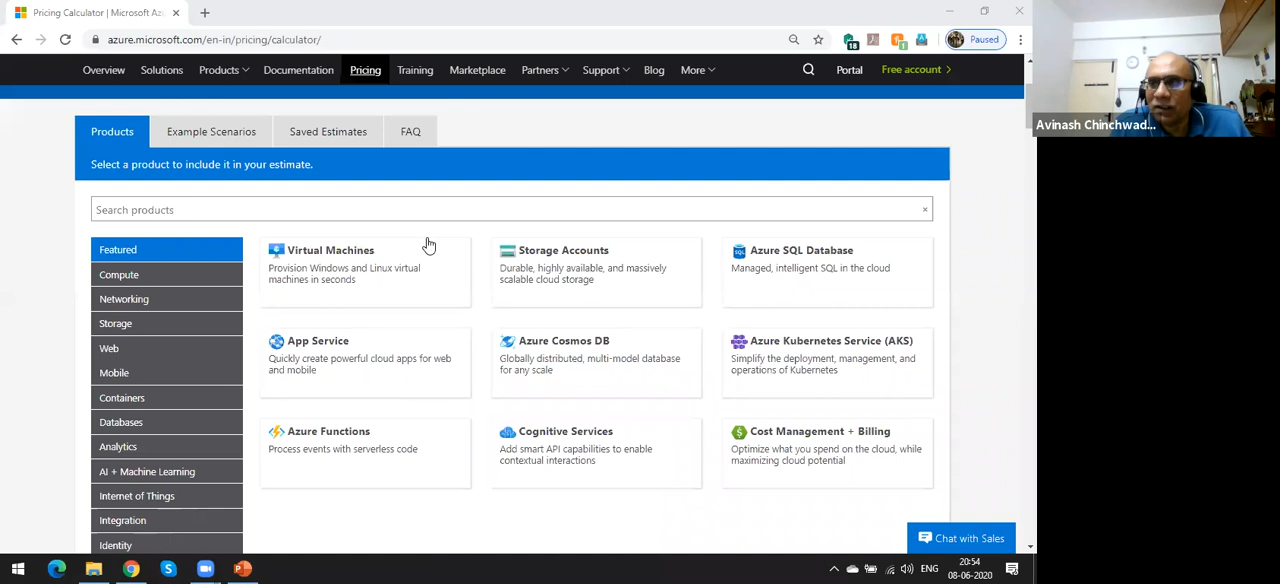 Pricing Calculator | Microsoft Az
azure.microsoft.com/en-in/pricing/calculator/
18
1
Paused
Overview Solutions Products Documentation Pricing Training Marketplace Partners Support Blog More Portal Free account
Avinash Chinchwad...
Products Example Scenarios Saved Estimates FAQ
Select a product to include it in your estimate.
Search products
Featured
Compute
Networking
Storage
Web
Mobile
Containers
Databases
Analytics
AI + Machine Learning
Internet of Things
Integration
Identity
Virtual Machines
Provision Windows and Linux virtual
machines in seconds
Storage Accounts
Durable, highly available, and massively
scalable cloud storage
SQL
Azure SQL Database
Managed, intelligent SQL in the cloud
App Service
Quickly create powerful cloud apps for web
and mobile
Azure Cosmos DB
Globally distributed, multi-model database
for any scale
Azure Kubernetes Service (AKS)
Simplify the deployment, management, and
operations of Kubernetes
Azure Functions
Process events with serverless code
Cognitive Services
Add smart API capabilities to enable
contextual interactions
Cost Management + Billing
Optimize what you spend on the cloud, while
maximizing cloud potential
Chat with Sales
ENG
20:54
08-06-2020